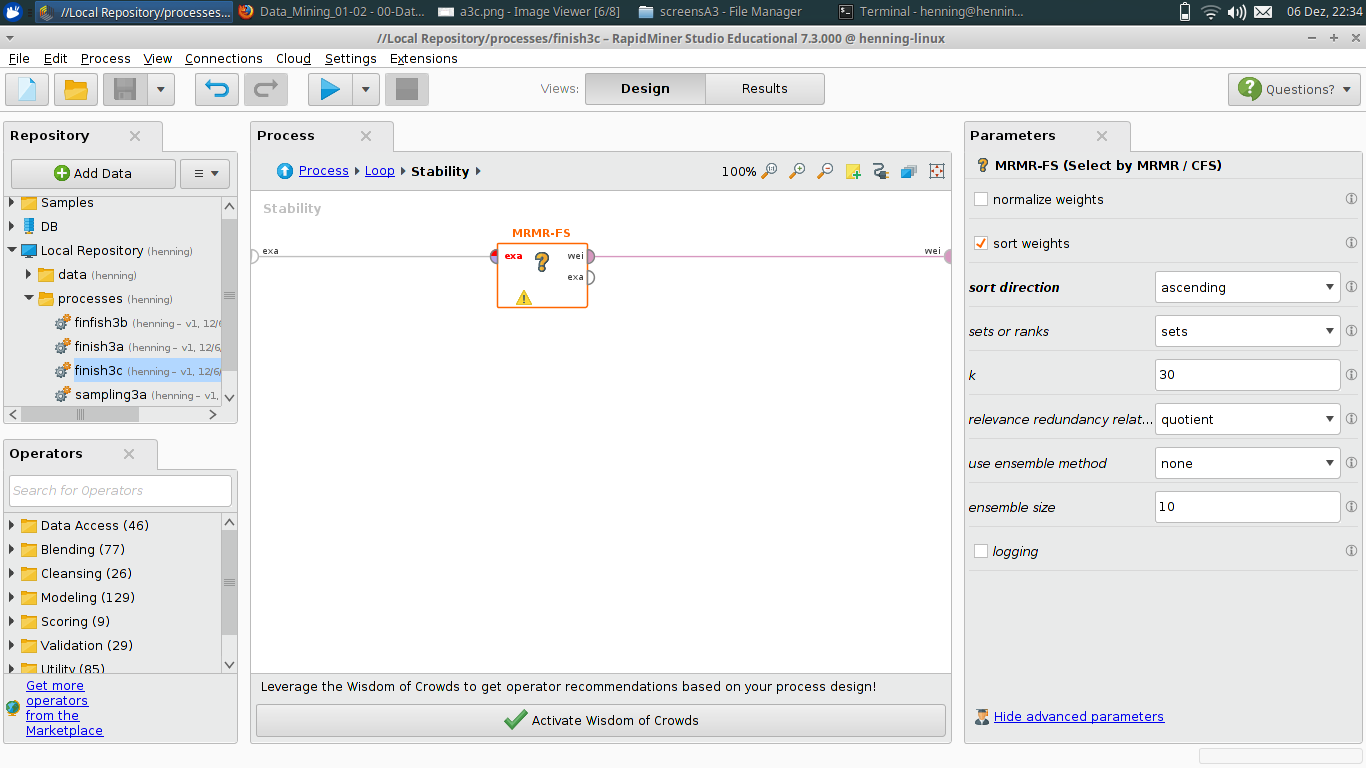 //Local Repository/processes...
Data_Mining_01-02 - 00-Dat...
a3c.png - Image Viewer [6/8]
screensA3 - File Manager
Terminal - henning@hennin...
06 Dez, 22:34
//Local Repository/processes/finish3c – RapidMiner Studio Educational 7.3.000 @ henning-linux
File Edit Process View Connections Cloud Settings Extensions
Views: Design Results
Questions?
Repository
Add Data
Samples
DB
Local Repository (henning)
data (henning)
processes (henning)
finfish3b (henning – v1, 12/6
finish3a (henning – v1, 12/6
finish3c (henning – v1, 12/6
sampling3a (henning – v1,
Operators
Search for Operators
Data Access (46)
Blending (77)
Cleansing (26)
Modeling (129)
Scoring (9)
Validation (29)
Utility (85)
Get more
operators
from the
Marketplace
Process
Process Loop Stability
100%
Stability
MRMR-FS
exa
exa wei
exa
wei
Leverage the Wisdom of Crowds to get operator recommendations based on your process design!
Activate Wisdom of Crowds
Parameters
MRMR-FS (Select by MRMR / CFS)
normalize weights
sort weights
sort direction ascending
sets or ranks sets
k 30
relevance redundancy relat... quotient
use ensemble method none
ensemble size 10
logging
Hide advanced parameters